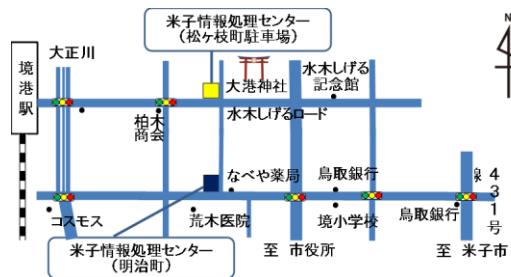 米子情報処理センター
（松ヶ枝町駐車場）
N
大正川
境港駅
大港神社
水木しげる
記念館
柏木
商会
水木しげるロード
なべや薬局
鳥取銀行
431号線
コスモス
荒木医院
境小学校
鳥取銀行
米子情報処理センター
（明治町）
至 市役所
至 米子市